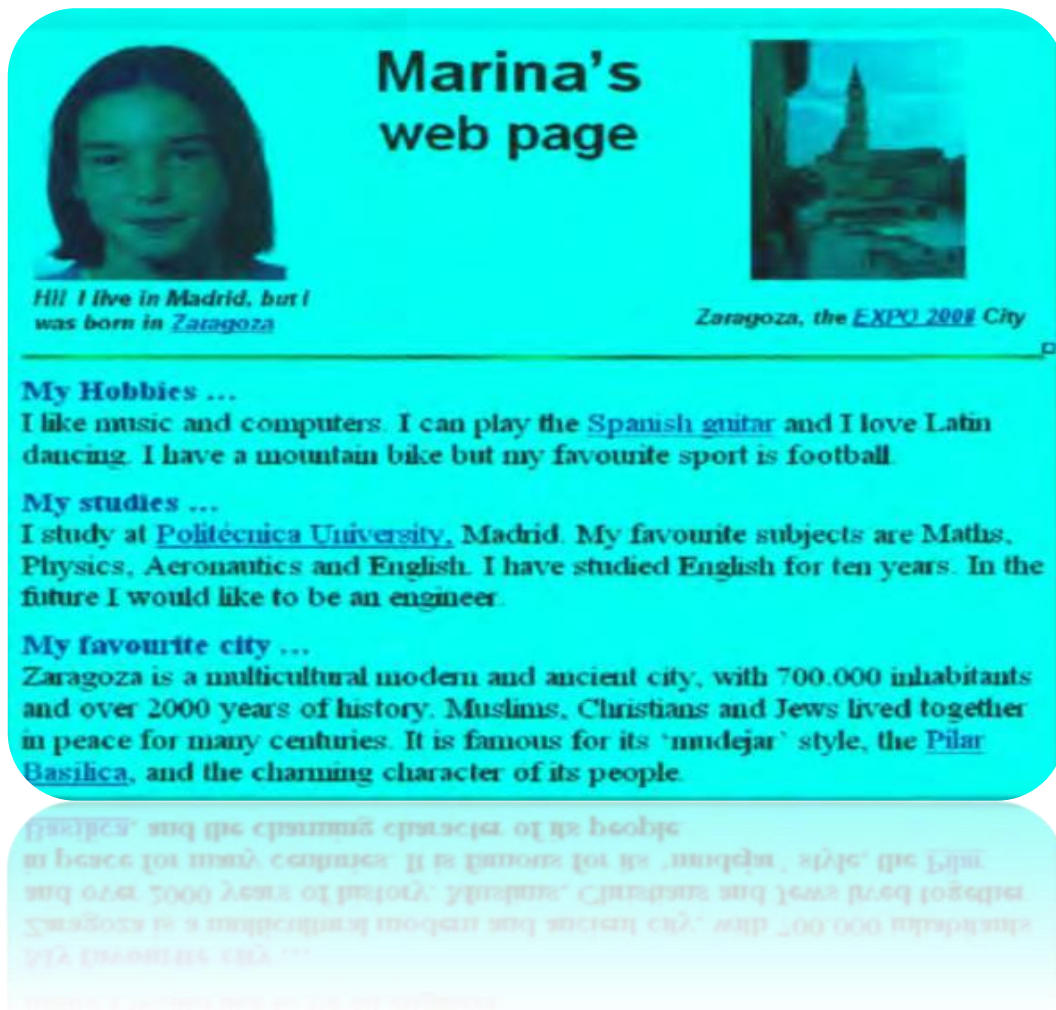 Marina's
web page
Hi! I live in Madrid, but I
was born in Zaragoza
Zaragoza, the EXPO 2008 City
My Hobbies ...
I like music and computers. I can play the Spanish guitar and I love Latin
dancing. I have a mountain bike but my favourite sport is football.
My studies ...
I study at Politécnica University, Madrid. My favourite subjects are Maths,
Physics, Aeronautics and English. I have studied English for ten years. In the
future I would like to be an engineer.
My favourite city ...
Zaragoza is a multicultural modern and ancient city, with 700.000 inhabitants
and over 2000 years of history. Muslims, Christians and Jews lived together
in peace for many centuries. It is famous for its 'mudejar' style, the Pilar
Basilica, and the charming character of its people.